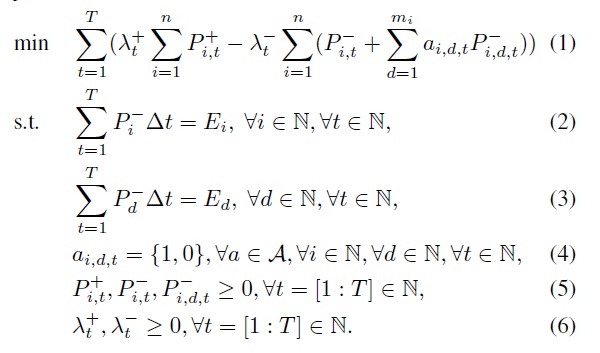 min $\sum_{t=1}^{T} (\lambda_t^+ \sum_{i=1}^{n} P_{i,t}^+ - \lambda_t^- \sum_{i=1}^{n} (P_{i,t}^- + \sum_{d=1}^{m_i} a_{i,d,t} P_{i,d,t}^-))$ (1)
s.t. $\sum_{t=1}^{T} P_i^- \Delta t = E_i, \ \forall i \in \mathbb{N}, \forall t \in \mathbb{N},$ (2)
$\sum_{t=1}^{T} P_d^- \Delta t = E_d, \ \forall d \in \mathbb{N}, \forall t \in \mathbb{N},$ (3)
$a_{i,d,t} = \{1, 0\}, \forall a \in \mathcal{A}, \forall i \in \mathbb{N}, \forall d \in \mathbb{N}, \forall t \in \mathbb{N},$ (4)
$P_{i,t}^+, P_{i,t}^-, P_{i,d,t}^- \geq 0, \forall t = [1 : T] \in \mathbb{N},$ (5)
$\lambda_t^+, \lambda_t^- \geq 0, \forall t = [1 : T] \in \mathbb{N}.$ (6)